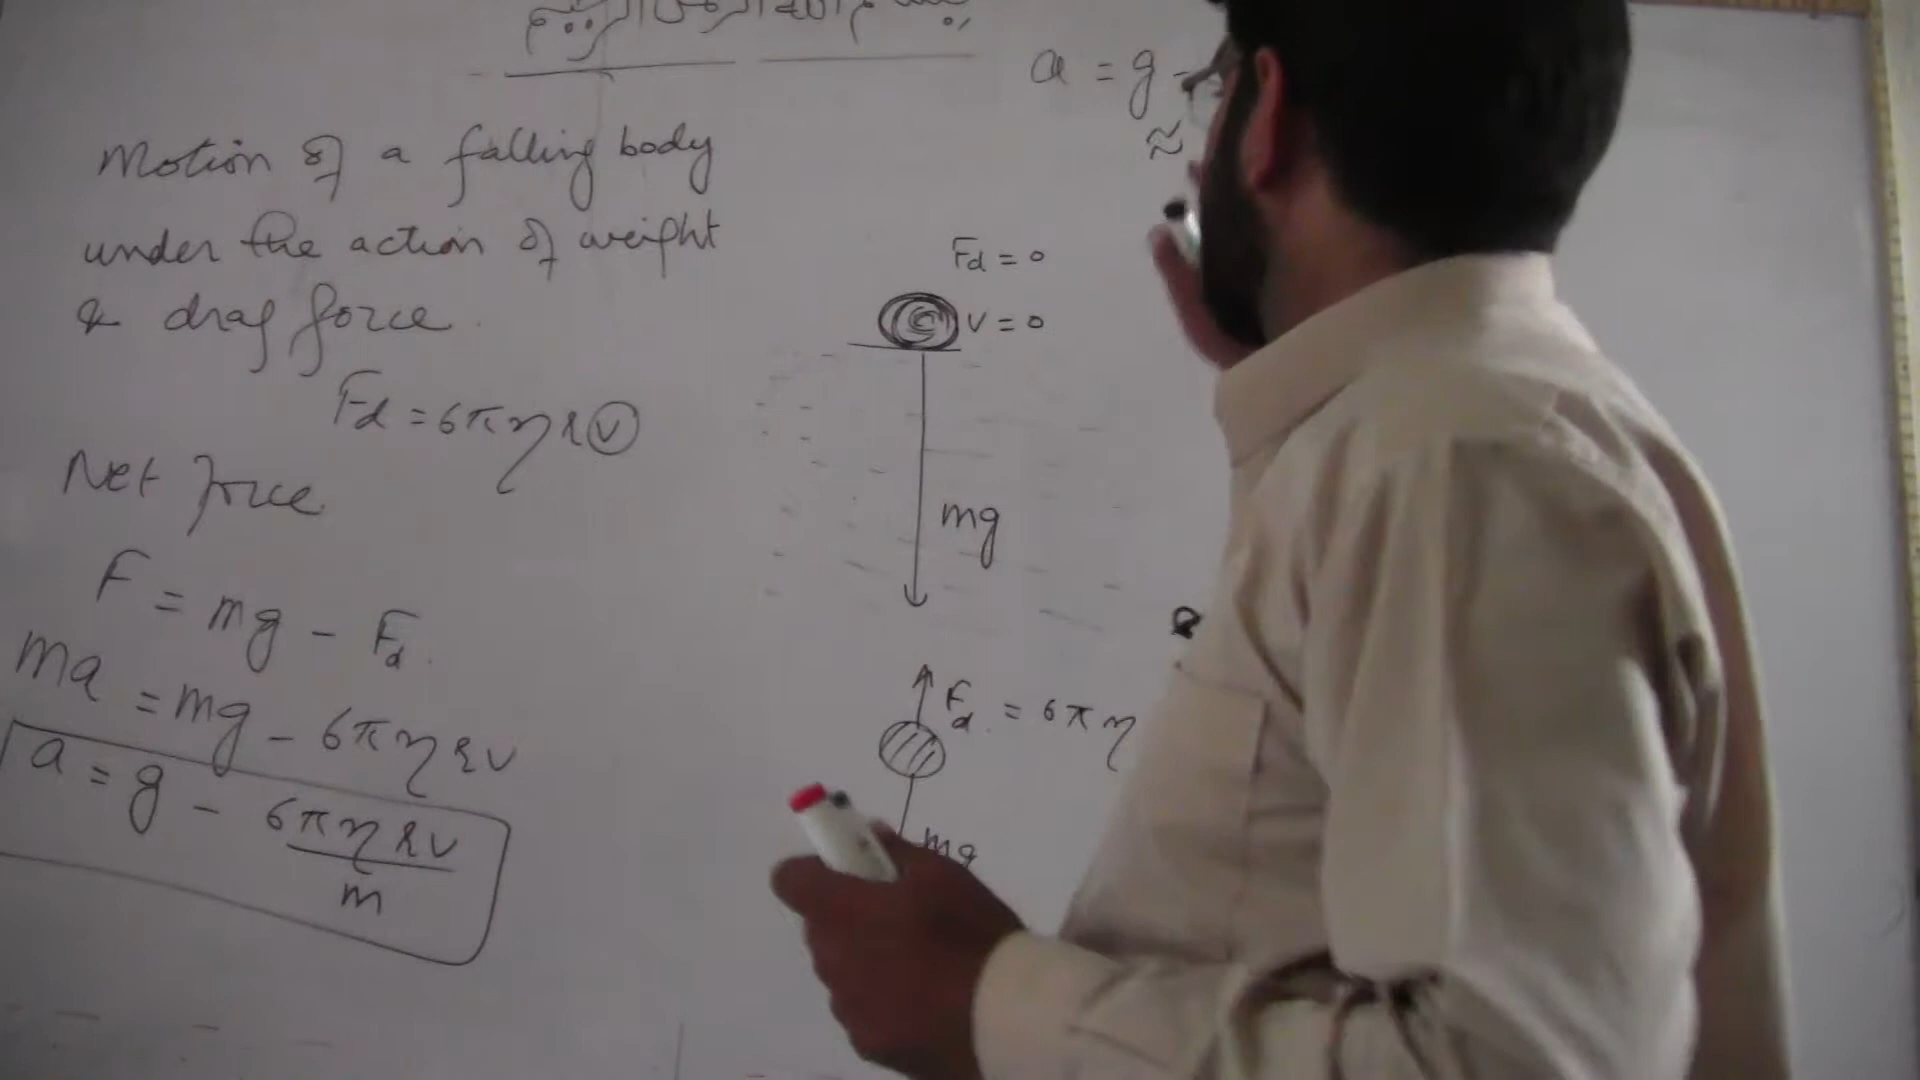 بسم الله الرحمن الرحيم
Motion of a falling body
under the action of weight
& drag force.
Fd = 6πηrv
Net force
F = mg - Fd.
ma = mg - 6πηrv
a = g - 6πηrv
m
a = g -
≈
Fd = 0
v = 0
mg
Fd. = 6πη
mg